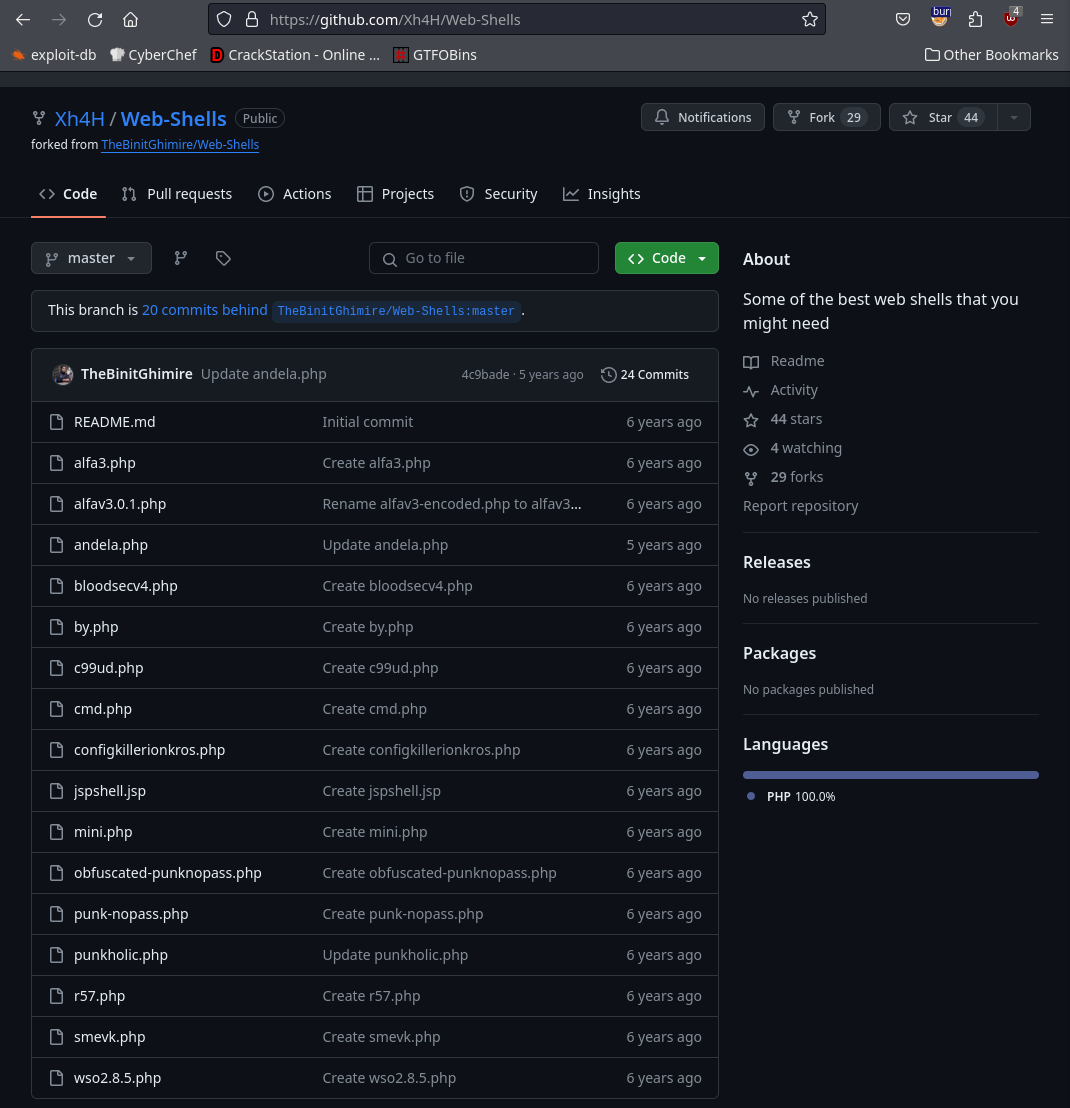 https://github.com/Xh4H/Web-Shells
burj
4
exploit-db CyberChef CrackStation - Online ... GTFOBins Other Bookmarks
Xh4H / Web-Shells Public
Notifications Fork 29 Star 44
forked from TheBinitGhimire/Web-Shells
Code Pull requests Actions Projects Security Insights
master Go to file Code
This branch is 20 commits behind TheBinitGhimire/Web-Shells:master .
TheBinitGhimire Update andela.php 4c9bade · 5 years ago 24 Commits
README.md Initial commit 6 years ago
alfa3.php Create alfa3.php 6 years ago
alfav3.0.1.php Rename alfav3-encoded.php to alfav3... 6 years ago
andela.php Update andela.php 5 years ago
bloodsecv4.php Create bloodsecv4.php 6 years ago
by.php Create by.php 6 years ago
c99ud.php Create c99ud.php 6 years ago
cmd.php Create cmd.php 6 years ago
configkillerionkros.php Create configkillerionkros.php 6 years ago
jspshell.jsp Create jspshell.jsp 6 years ago
mini.php Create mini.php 6 years ago
obfuscated-punknopass.php Create obfuscated-punknopass.php 6 years ago
punk-nopass.php Create punk-nopass.php 6 years ago
punkholic.php Update punkholic.php 6 years ago
r57.php Create r57.php 6 years ago
smevk.php Create smevk.php 6 years ago
wso2.8.5.php Create wso2.8.5.php 6 years ago
About
Some of the best web shells that you
might need
Readme
Activity
44 stars
4 watching
29 forks
Report repository
Releases
No releases published
Packages
No packages published
Languages
PHP 100.0%